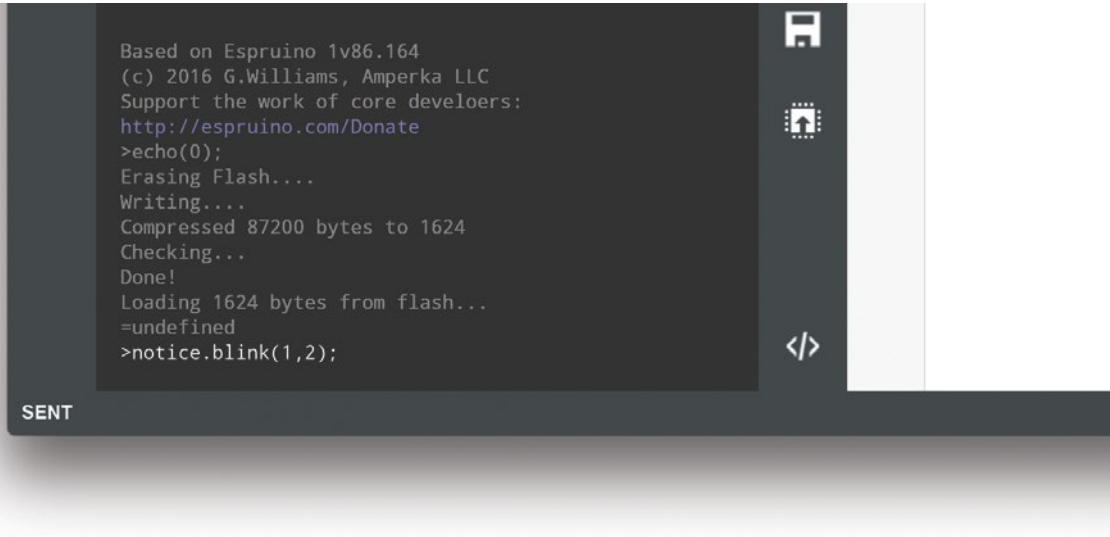 Based on Espruino 1v86.164
(c) 2016 G.Williams, Amperka LLC
Support the work of core develoers:
http://espruino.com/Donate
>echo(0);
Erasing Flash....
Writing....
Compressed 87200 bytes to 1624
Checking...
Done!
Loading 1624 bytes from flash...
=undefined
>notice.blink(1,2);
</>
SENT